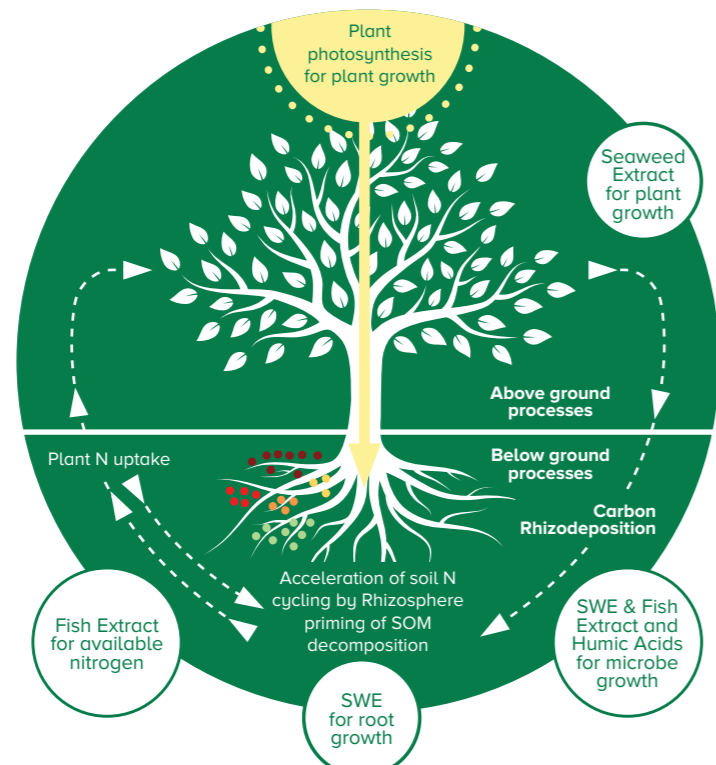 Plant
photosynthesis
for plant growth
Seaweed
Extract
for plant
growth
Above ground
processes
Plant N uptake
Below ground
processes
Carbon
Rhizodeposition
Acceleration of soil N
cycling by Rhizosphere
priming of SOM
decomposition
Fish Extract
for available
nitrogen
SWE & Fish
Extract and
Humic Acids
for microbe
growth
SWE
for root
growth